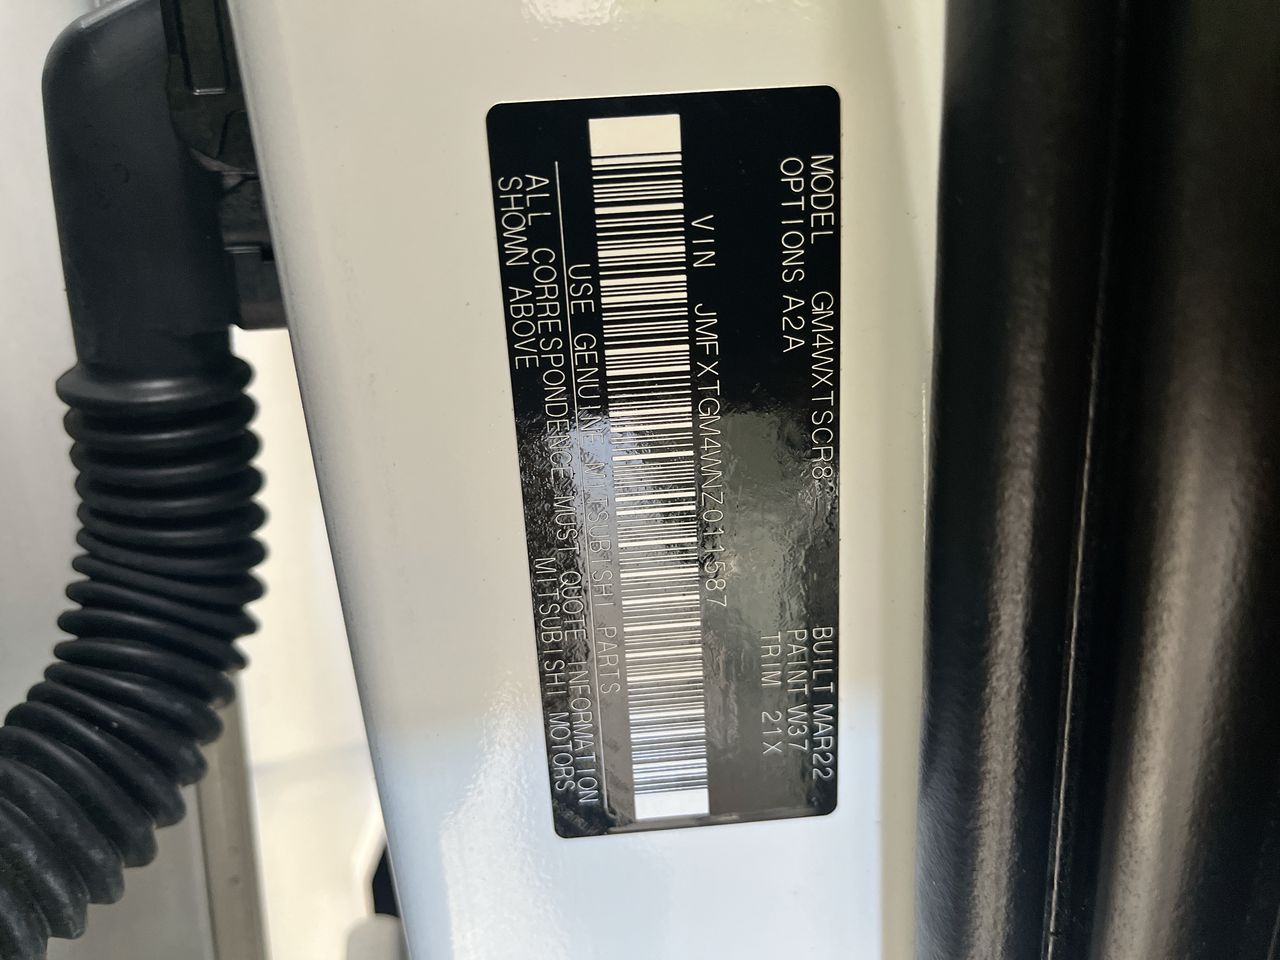 MODEL GM4WXTSCR8 BUILT MAR22
OPTIONS A2A PAINT W37
TRIM 21X
VIN JMFXTGM4WNZ011587
USE GENUINE MITSUBISHI PARTS
ALL CORRESPONDENCE MUST QUOTE INFORMATION
SHOWN ABOVE MITSUBISHI MOTORS